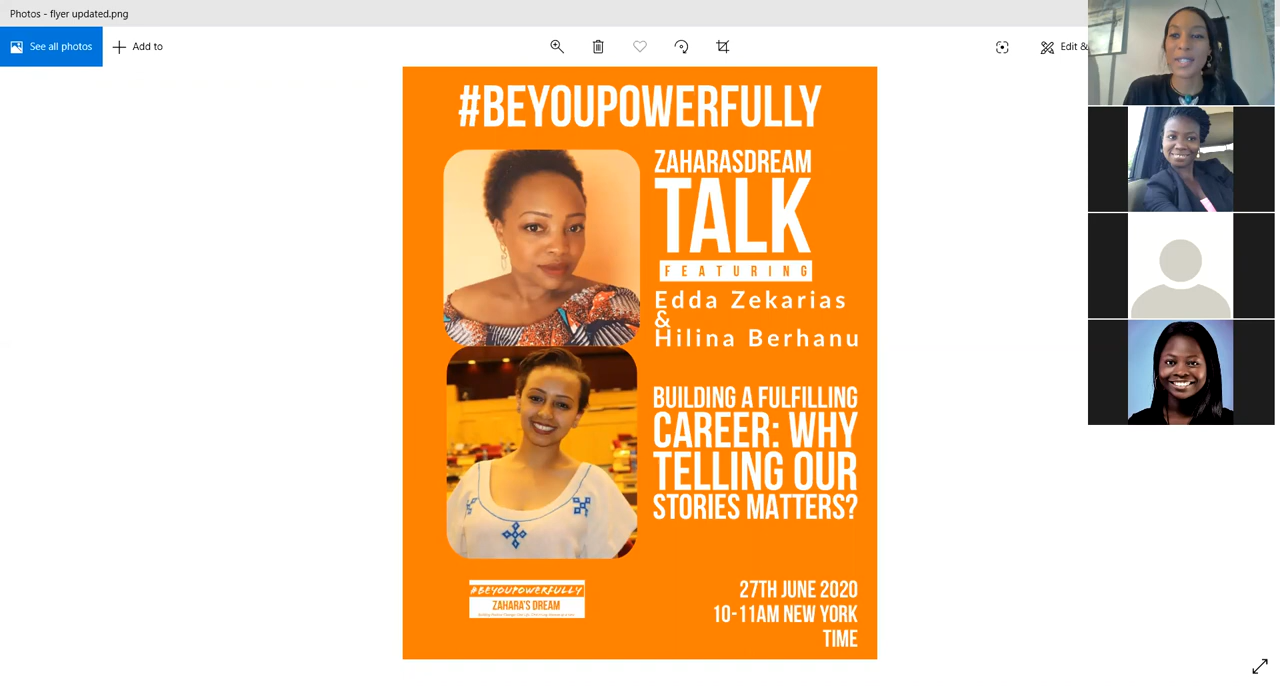 Photos - flyer updated.png
See all photos
Add to
Edit &
#BEYOUPOWERFULLY
ZAHARASDREAM
TALK
FEATURING
Edda Zekarias
&
Hilina Berhanu
BUILDING A FULFILLING
CAREER: WHY
TELLING OUR
STORIES MATTERS?
#BEYOUPOWERFULLY
ZAHARA'S DREAM
27TH JUNE 2020
10-11AM NEW YORK
TIME